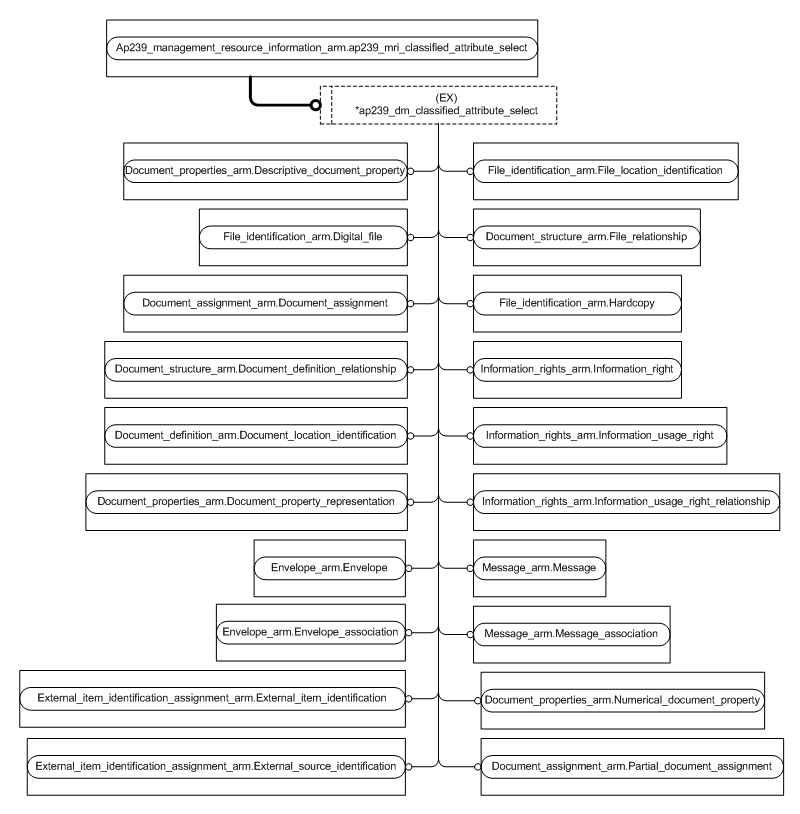 Ap239_management_resource_information_arm.ap239_mri_classified_attribute_select
(EX)
*ap239_dm_classified_attribute_select
Document_properties_arm.Descriptive_document_property
File_identification_arm.File_location_identification
File_identification_arm.Digital_file
Document_structure_arm.File_relationship
Document_assignment_arm.Document_assignment
File_identification_arm.Hardcopy
Document_structure_arm.Document_definition_relationship
Information_rights_arm.Information_right
Document_definition_arm.Document_location_identification
Information_rights_arm.Information_usage_right
Document_properties_arm.Document_property_representation
Information_rights_arm.Information_usage_right_relationship
Envelope_arm.Envelope
Message_arm.Message
Envelope_arm.Envelope_association
Message_arm.Message_association
External_item_identification_assignment_arm.External_item_identification
Document_properties_arm.Numerical_document_property
External_item_identification_assignment_arm.External_source_identification
Document_assignment_arm.Partial_document_assignment